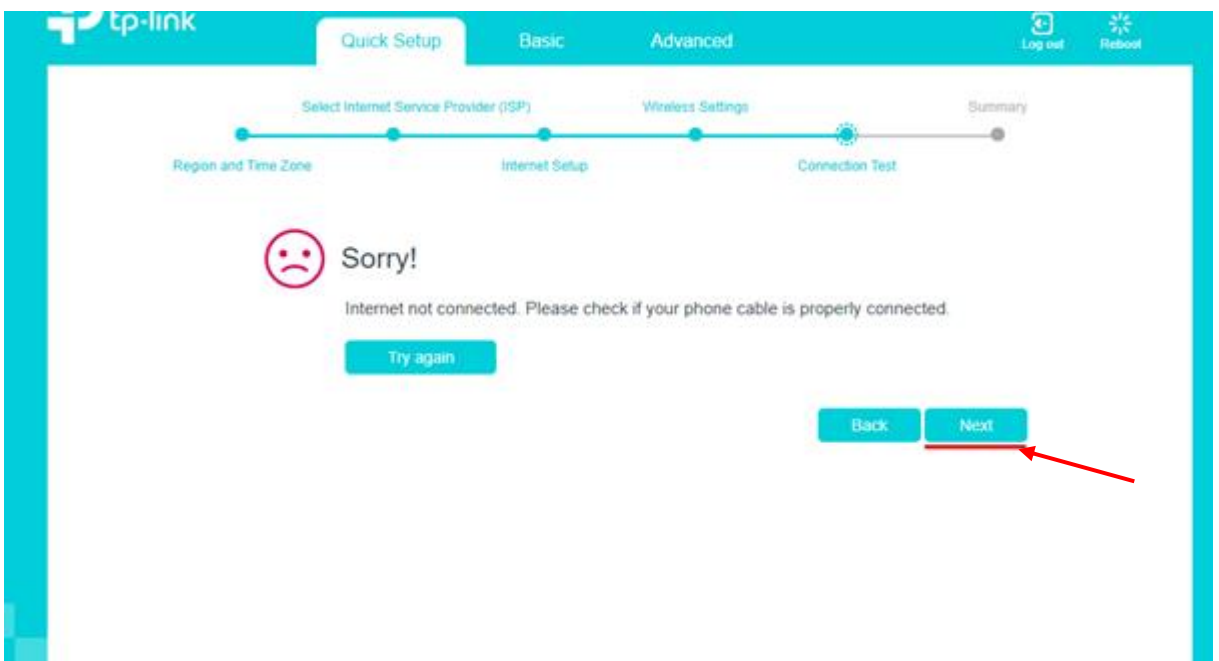 tp-link
Quick Setup Basic Advanced Log out Reboot
Select Internet Service Provider (ISP) Wireless Settings Summary
Region and Time Zone Internet Setup Connection Test
Sorry!
Internet not connected. Please check if your phone cable is properly connected.
Try again
Back Next